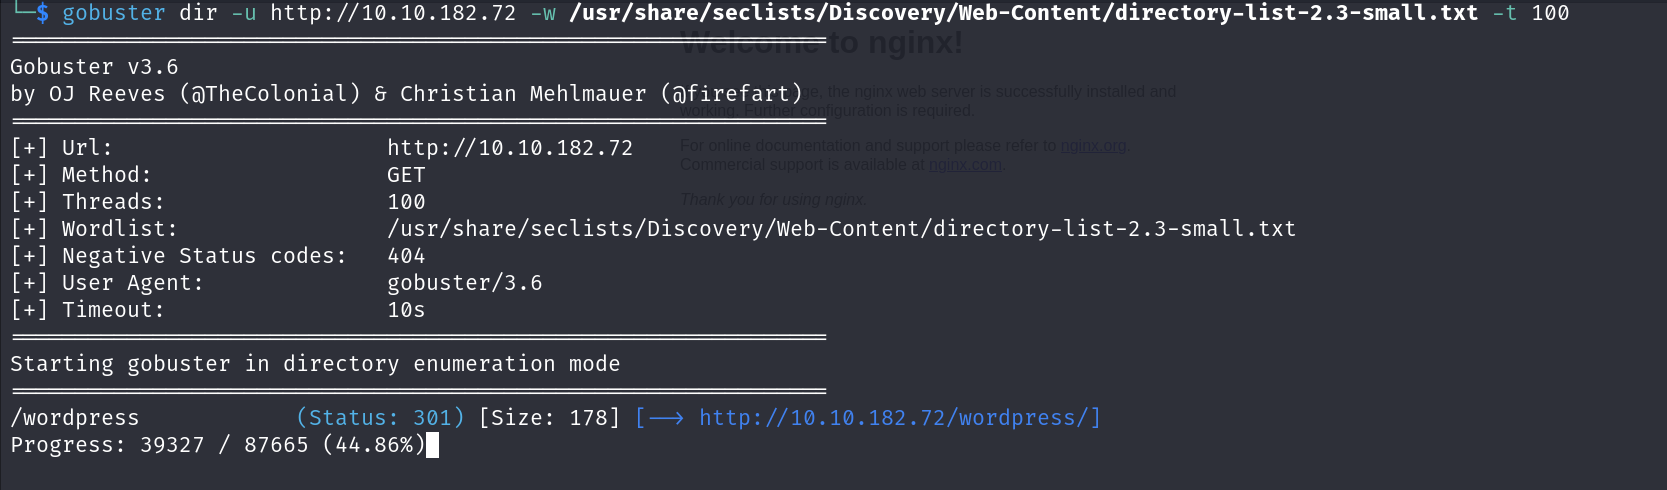 └─$ gobuster dir -u http://10.10.182.72 -w /usr/share/seclists/Discovery/Web-Content/directory-list-2.3-small.txt -t 100
Welcome to nginx!
Gobuster v3.6
by OJ Reeves (@TheColonial) & Christian Mehlmauer (@firefart)
page, the nginx web server is successfully installed and
working. Further configuration is required.
[+] Url: http://10.10.182.72
For online documentation and support please refer to nginx.org.
Commercial support is available at nginx.com.
[+] Method: GET
[+] Threads: 100
Thank you for using nginx.
[+] Wordlist: /usr/share/seclists/Discovery/Web-Content/directory-list-2.3-small.txt
[+] Negative Status codes: 404
[+] User Agent: gobuster/3.6
[+] Timeout: 10s
Starting gobuster in directory enumeration mode
/wordpress (Status: 301) [Size: 178] [--> http://10.10.182.72/wordpress/]
Progress: 39327 / 87665 (44.86%)